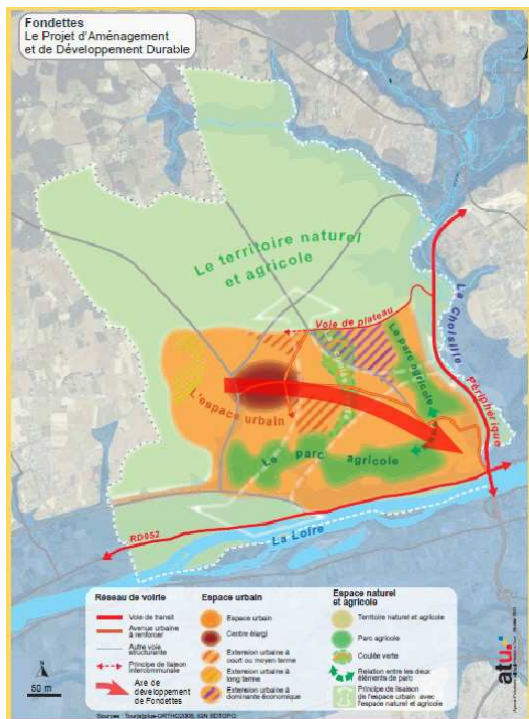 Fondettes
Le Projet d'Aménagement
et de Développement Durable
Le territoire naturel
et agricole
Voie de plateau
La Choisille
Le parc agricole
Périphérique
L'espace urbain
Le parc agricole
RD952
La Loire
Réseau de voirie
Voie de transit
Avenue urbaine
à renforcer
Autre voie
structurante
Principe de liaison
intercommunale
Axe de
développement
de Fondettes
Espace urbain
Espace urbain
Centre élargi
Extension urbaine à
court ou moyen terme
Extension urbaine à
long terme
Extension urbaine à
dominante économique
Espace naturel
et agricole
Territoire naturel et agricole
Parc agricole
Coulée verte
Relation entre les deux
éléments de parc
Principe de liaison
de l'espace urbain avec
l'espace naturel et agricole
N
50 m
atu